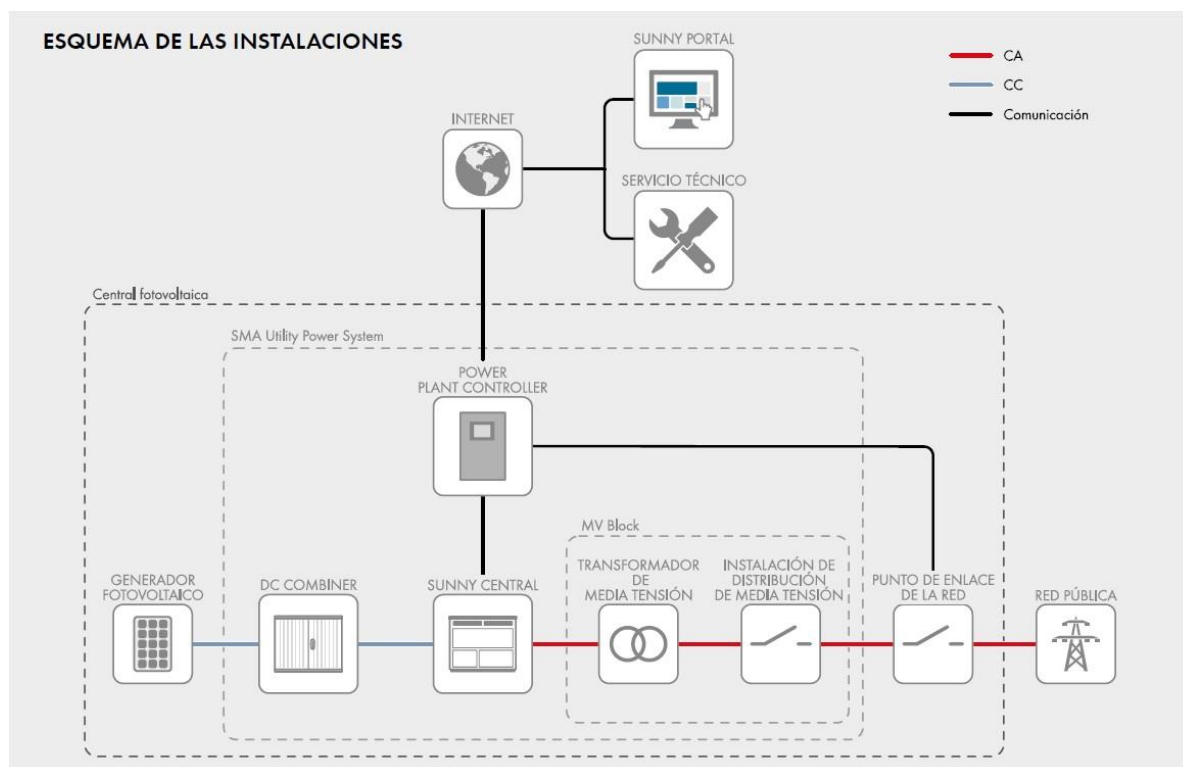 ESQUEMA DE LAS INSTALACIONES
SUNNY PORTAL
CA
CC
Comunicación
INTERNET
SERVICIO TÉCNICO
Central fotovoltaica
SMA Utility Power System
POWER
PLANT CONTROLLER
MV Block
GENERADOR
FOTOVOLTAICO
DC COMBINER
SUNNY CENTRAL
TRANSFORMADOR
DE
MEDIA TENSIÓN
INSTALACIÓN DE
DISTRIBUCIÓN
DE MEDIA TENSIÓN
PUNTO DE ENLACE
DE LA RED
RED PÚBLICA